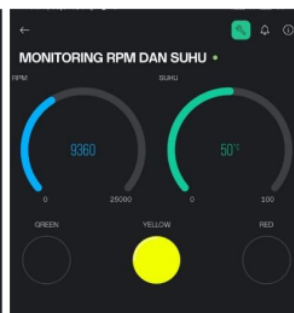 MONITORING RPM DAN SUHU
RPM SUHU
9360 50°C
0 25000 0 100
GREEN YELLOW RED